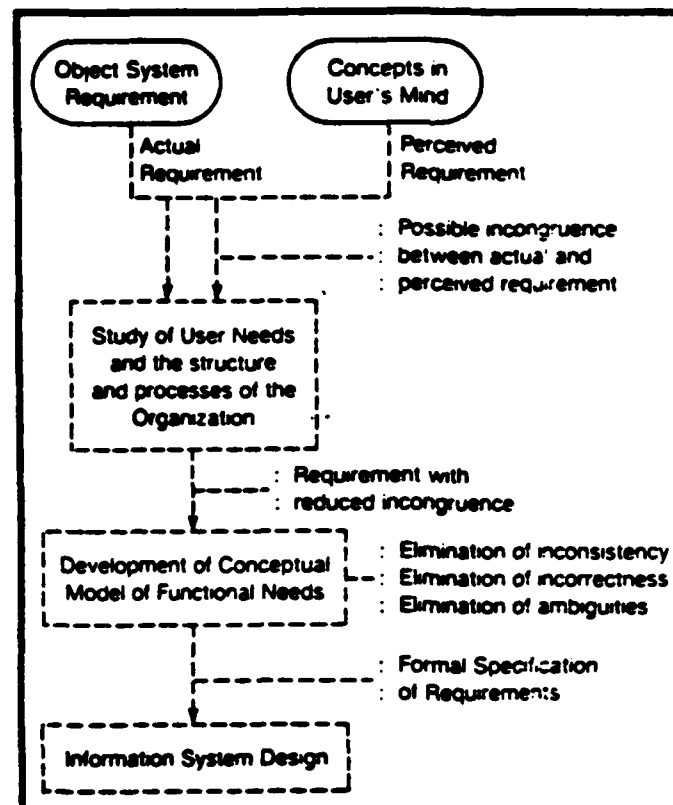 Object System
Requirement
Concepts in
User's Mind
Actual
Requirement
Perceived
Requirement
: Possible incongruence
: between actual and
: perceived requirement
Study of User Needs
and the structure
and processes of the
Organization
: Requirement with
: reduced incongruence
Development of Conceptual
Model of Functional Needs
: Elimination of inconsistency
: Elimination of incorrectness
: Elimination of ambiguities
: Formal Specification
: of Requirements
Information System Design